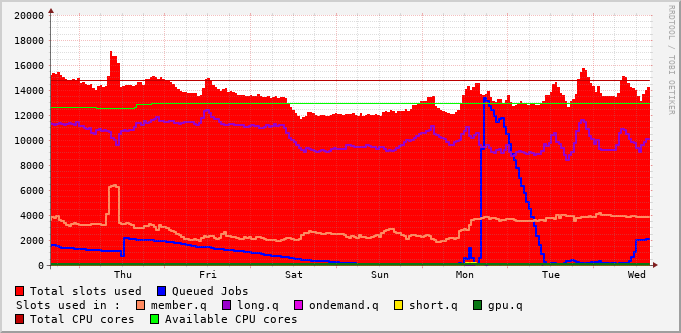 20000
18000
16000
14000
12000
10000
8000
6000
4000
2000
0
Thu Fri Sat Sun Mon Tue Wed
RRDTOOL / TOBI OETIKER
Total slots used Queued Jobs
Slots used in : member.q long.q ondemand.q short.q gpu.q
Total CPU cores Available CPU cores